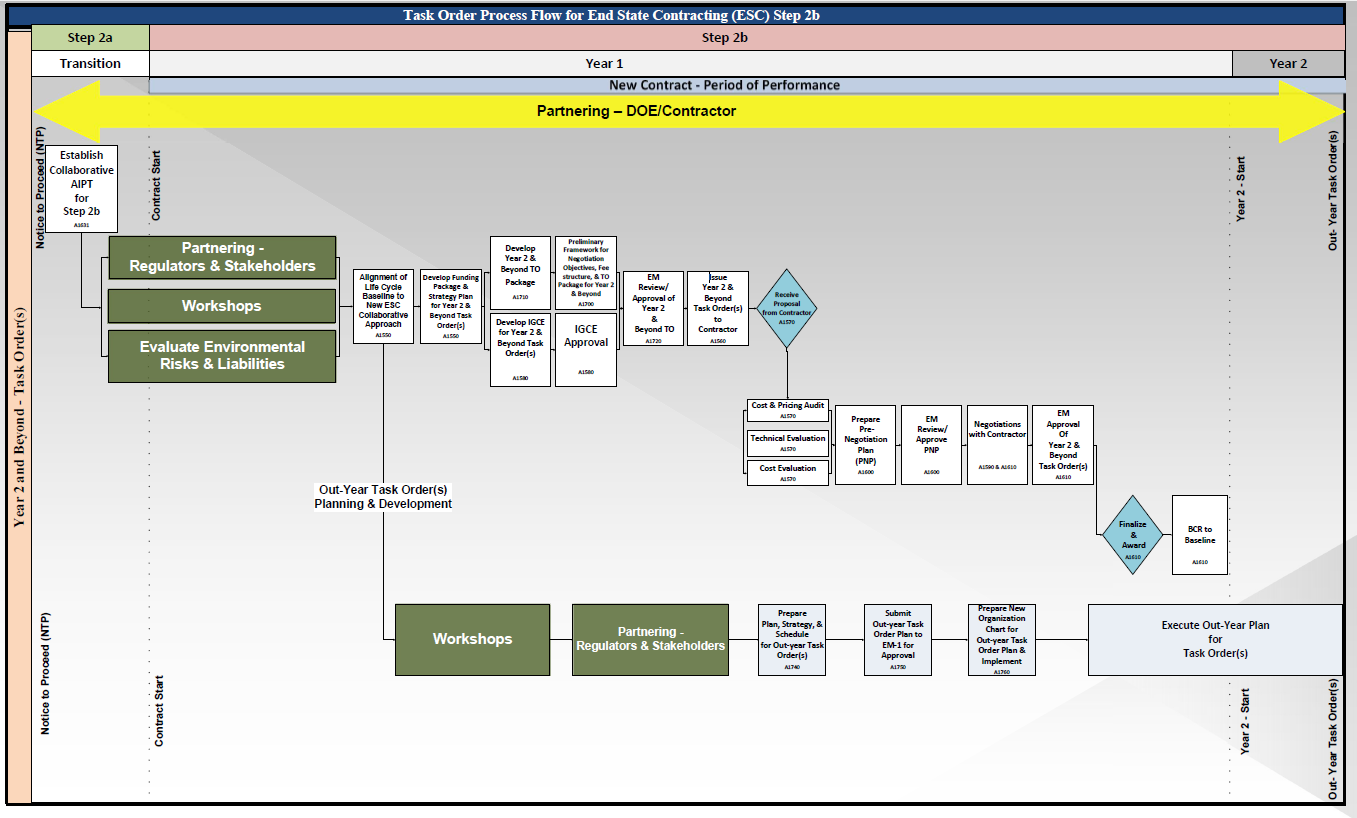 Task Order Process Flow for End State Contracting (ESC) Step 2b
Step 2a
Step 2b
Transition
Year 1
Year 2
New Contract - Period of Performance
Partnering – DOE/Contractor
Year 2 and Beyond - Task Order(s)
Notice to Proceed (NTP)
Establish
Collaborative
AIPT
for
Step 2b
A1631
Contract Start
Year 2 - Start
Out- Year Task Order(s)
Partnering -
Regulators & Stakeholders
Workshops
Evaluate Environmental
Risks & Liabilities
Alignment of
Life Cycle
Baseline to
New ESC
Collaborative
Approach
A1550
Develop Funding
Package &
Strategy Plan
for Year 2 &
Beyond Task
Order(s)
A1550
Develop
Year 2 &
Beyond TO
Package
A1710
Preliminary
Framework for
Negotiation
Objectives, Fee
structure, & TO
Package for Year 2
& Beyond
A1700
Develop IGCE
for Year 2 &
Beyond Task
Order(s)
A1580
IGCE
Approval
A1580
EM
Review/
Approval of
Year 2
&
Beyond TO
A1720
Issue
Year 2 &
Beyond
Task Order(s)
to
Contractor
A1560
Receive
Proposal
from Contractor
A1570
Cost & Pricing Audit
A1570
Technical Evaluation
A1570
Cost Evaluation
A1570
Prepare
Pre-
Negotiation
Plan
(PNP)
A1600
EM
Review/
Approve
PNP
A1600
Negotiations
with Contractor
A1590 & A1610
EM
Approval
Of
Year 2 &
Beyond
Task Order(s)
A1610
Finalize
&
Award
A1610
BCR to
Baseline
A1610
Out-Year Task Order(s)
Planning & Development
Workshops
Partnering -
Regulators & Stakeholders
Prepare
Plan, Strategy, &
Schedule
for Out-year Task
Order(s)
A1740
Submit
Out-year Task
Order Plan to
EM-1 for
Approval
A1750
Prepare New
Organization
Chart for
Out-year Task
Order Plan &
Implement
A1760
Execute Out-Year Plan
for
Task Order(s)
Notice to Proceed (NTP)
Contract Start
Year 2 - Start
Out- Year Task Order(s)